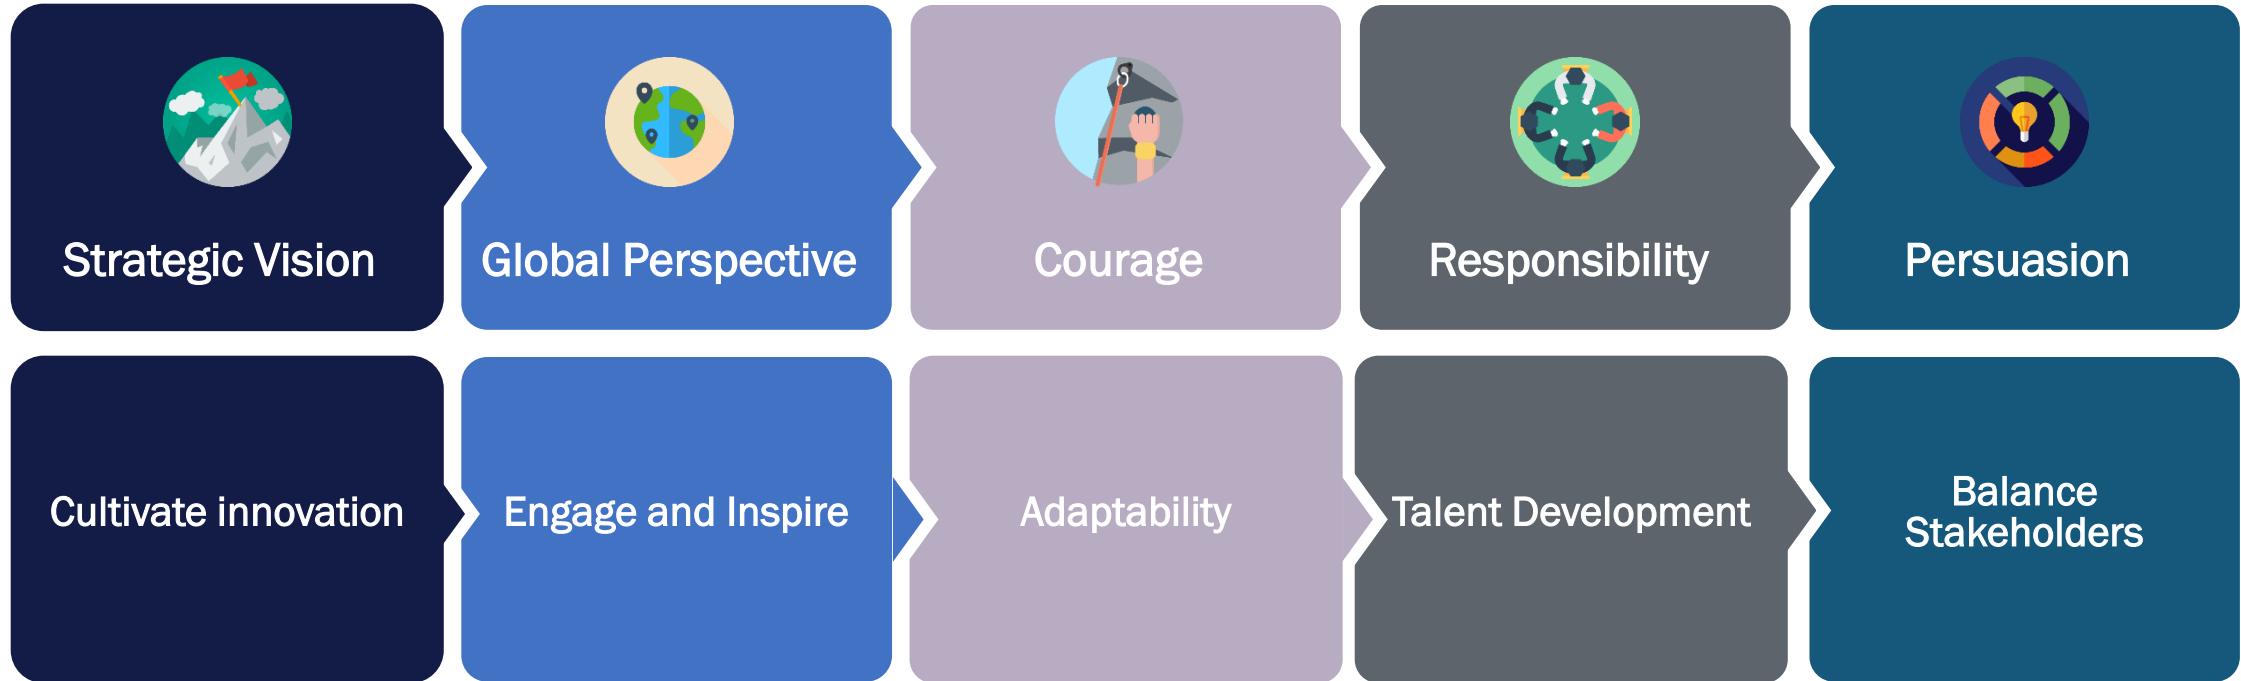 Strategic Vision
Global Perspective
Courage
Responsibility
Persuasion
Cultivate innovation
Engage and Inspire
Adaptability
Talent Development
Balance
Stakeholders